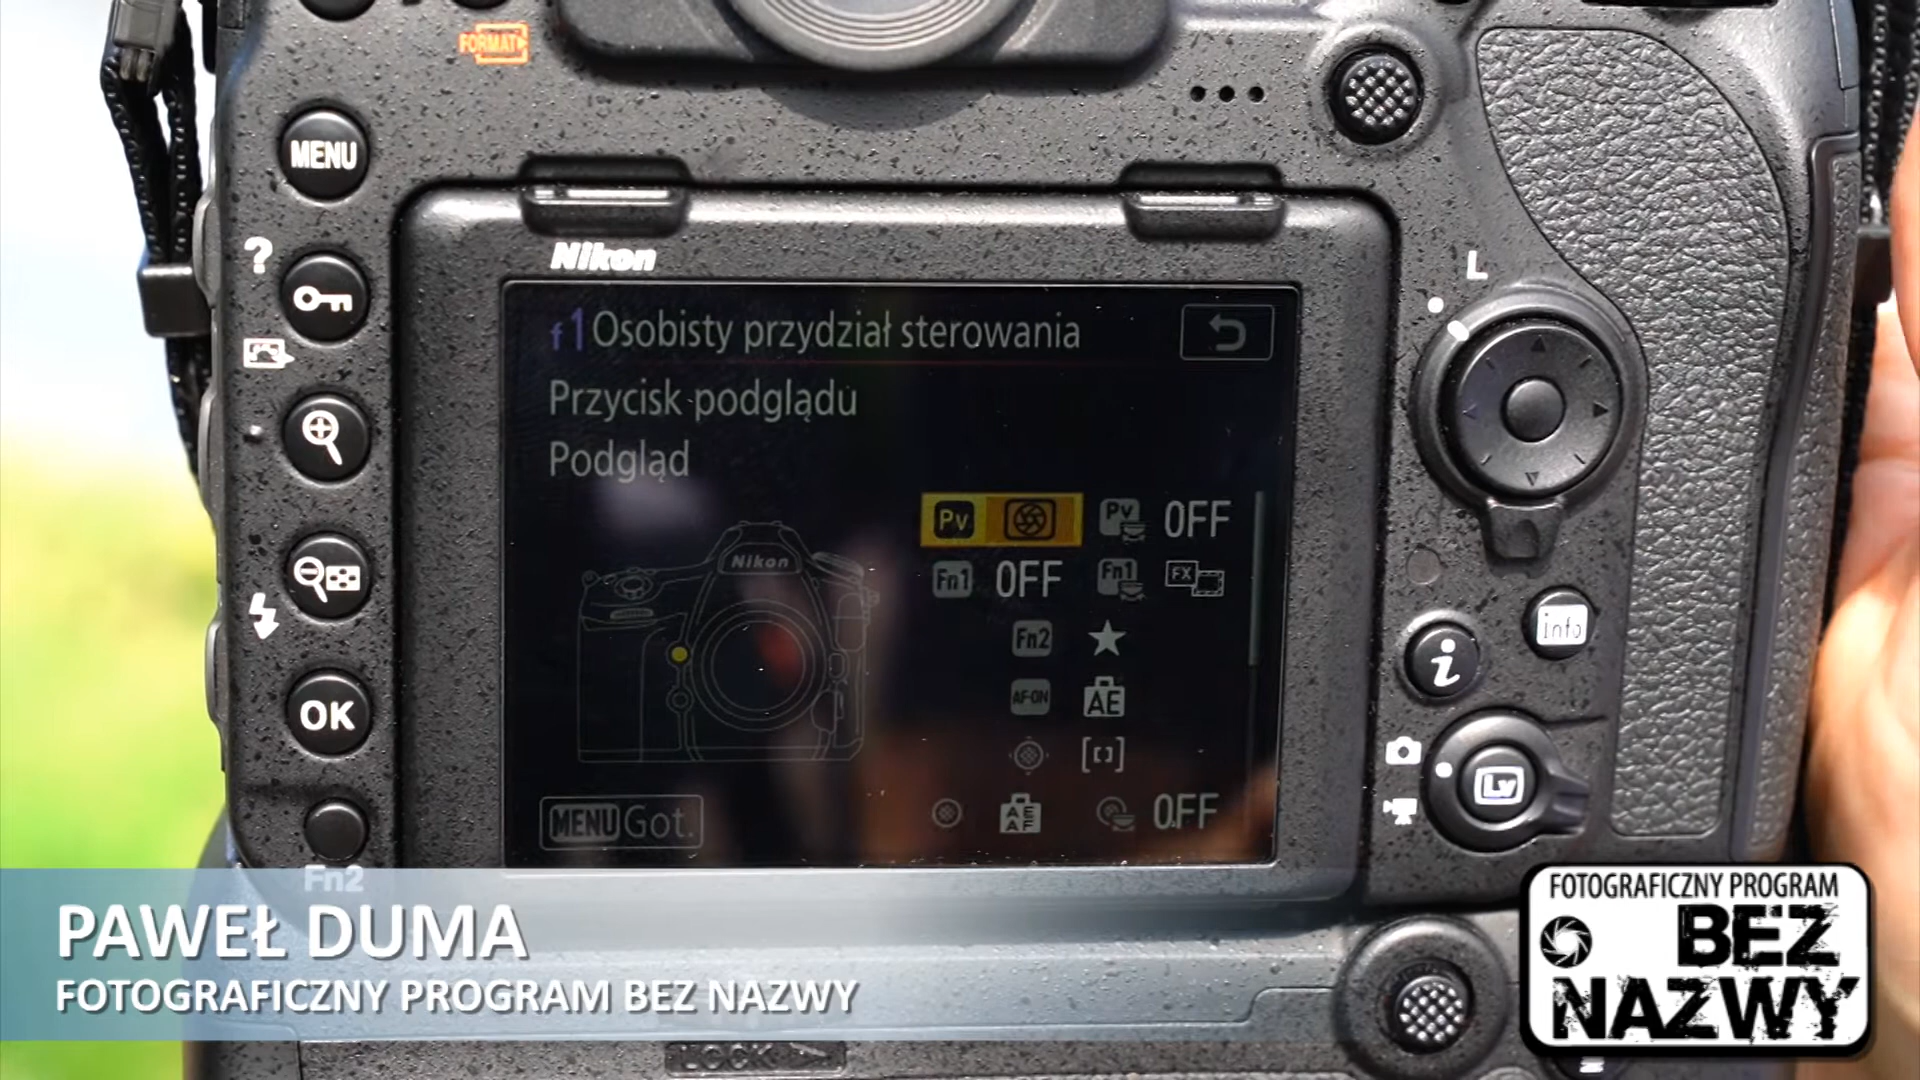 FORMAT
MENU
?
L
Nikon
f1 Osobisty przydział sterowania
Przycisk podglądu
Podgląd
Pv Pv OFF
Nikon
Fn1 OFF Fn1 FX
Fn2
AF-ON AE
AE AF OFF
MENU Got.
OK
info
i
Lv
Fn2
PAWEŁ DUMA
FOTOGRAFICZNY PROGRAM BEZ NAZWY
FOTOGRAFICZNY PROGRAM
BEZ
NAZWY
LOCK